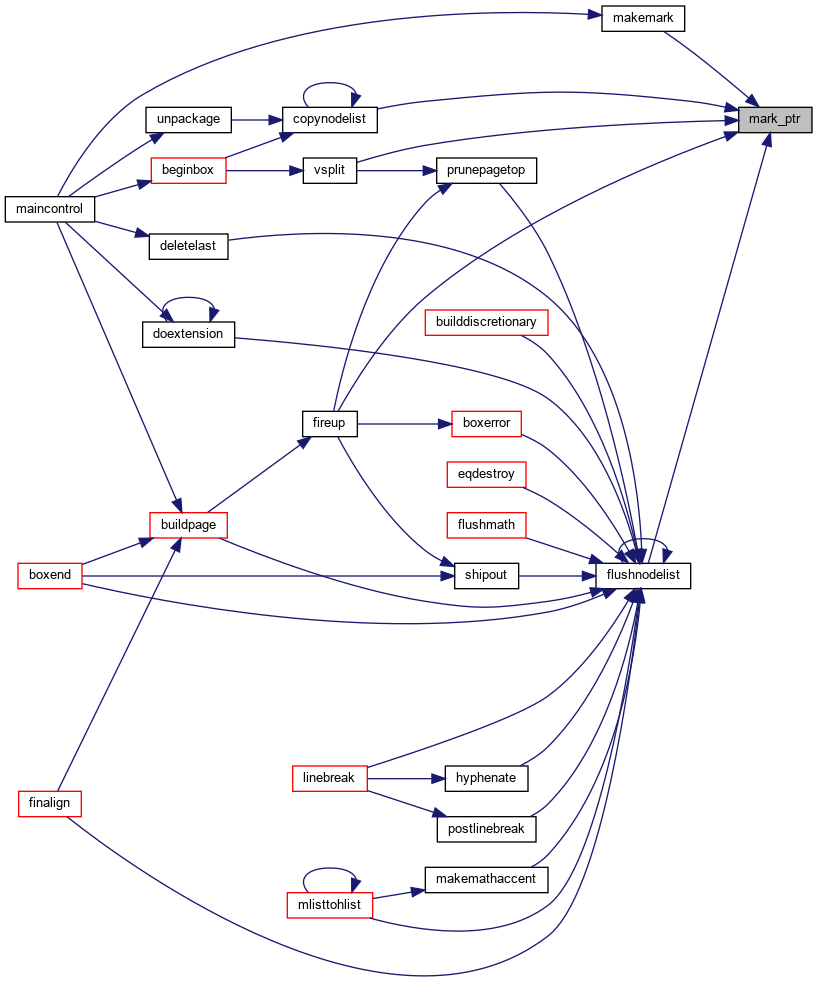 makemark
mark_ptr
unpackage
copynodelist
beginbox
vsplit
prunepagetop
maincontrol
deletelast
builddiscretionary
doextension
fireup
boxerror
eqdestroy
buildpage
flushmath
boxend
shipout
flushnodelist
linebreak
hyphenate
finalign
postlinebreak
makemathaccent
mlisttohlist